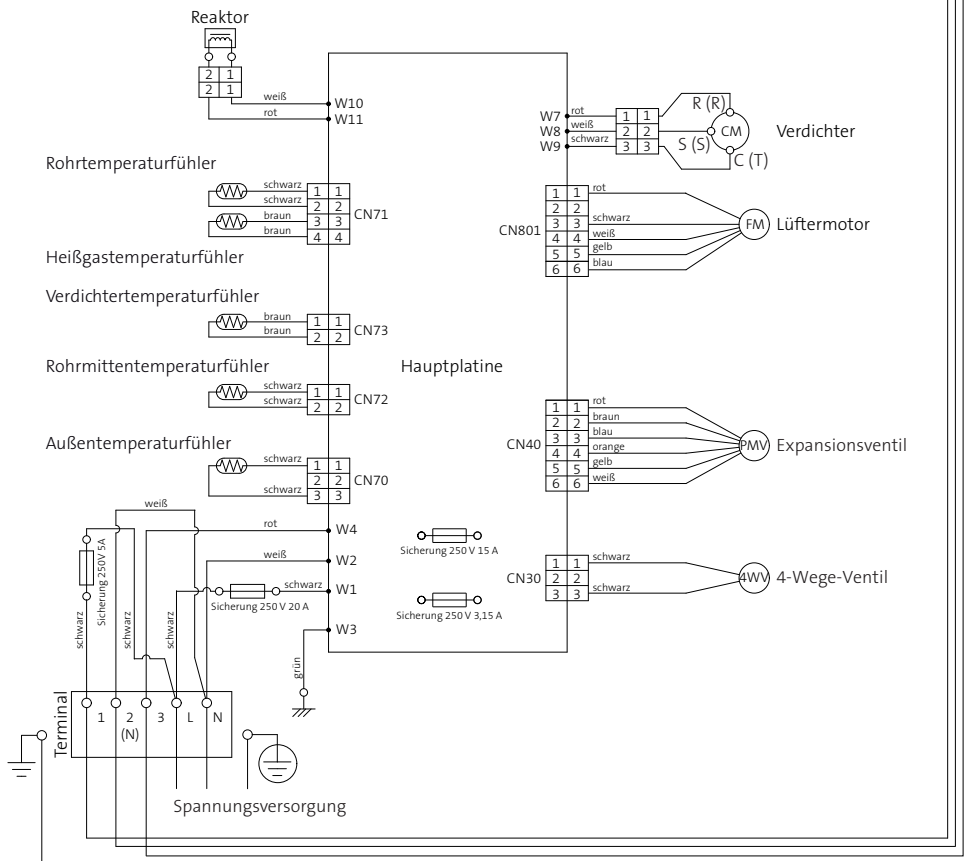 Reaktor
2 1
2 1
weiß
W10
rot
W11
Rohrtemperaturfühler
schwarz
1 1
schwarz
2 2
braun
3 3
braun
4 4
CN71
Heißgastemperaturfühler
Verdichtertemperaturfühler
braun
1 1
braun
2 2
CN73
Rohrmittentemperaturfühler
schwarz
1 1
schwarz
2 2
CN72
Außentemperaturfühler
schwarz
1 1
2 2
schwarz
3 3
CN70
Hauptplatine
W7
rot
1 1
W8
weiß
2 2
W9
schwarz
3 3
R (R)
S (S)
C (T)
CM
Verdichter
CN801
1 1
rot
2 2
3 3
schwarz
4 4
weiß
5 5
gelb
6 6
blau
FM
Lüftermotor
CN40
1 1
rot
2 2
braun
3 3
blau
4 4
orange
5 5
gelb
6 6
weiß
PMV
Expansionsventil
CN30
1 1
schwarz
2 2
3 3
schwarz
4WV
4-Wege-Ventil
weiß
rot
W4
weiß
W2
schwarz
W1
W3
Sicherung 250V 5A
Sicherung 250 V 20 A
Sicherung 250 V 15 A
Sicherung 250 V 3,15 A
schwarz
schwarz
schwarz
grün
Terminal
1 2 3 L N
(N)
Spannungsversorgung